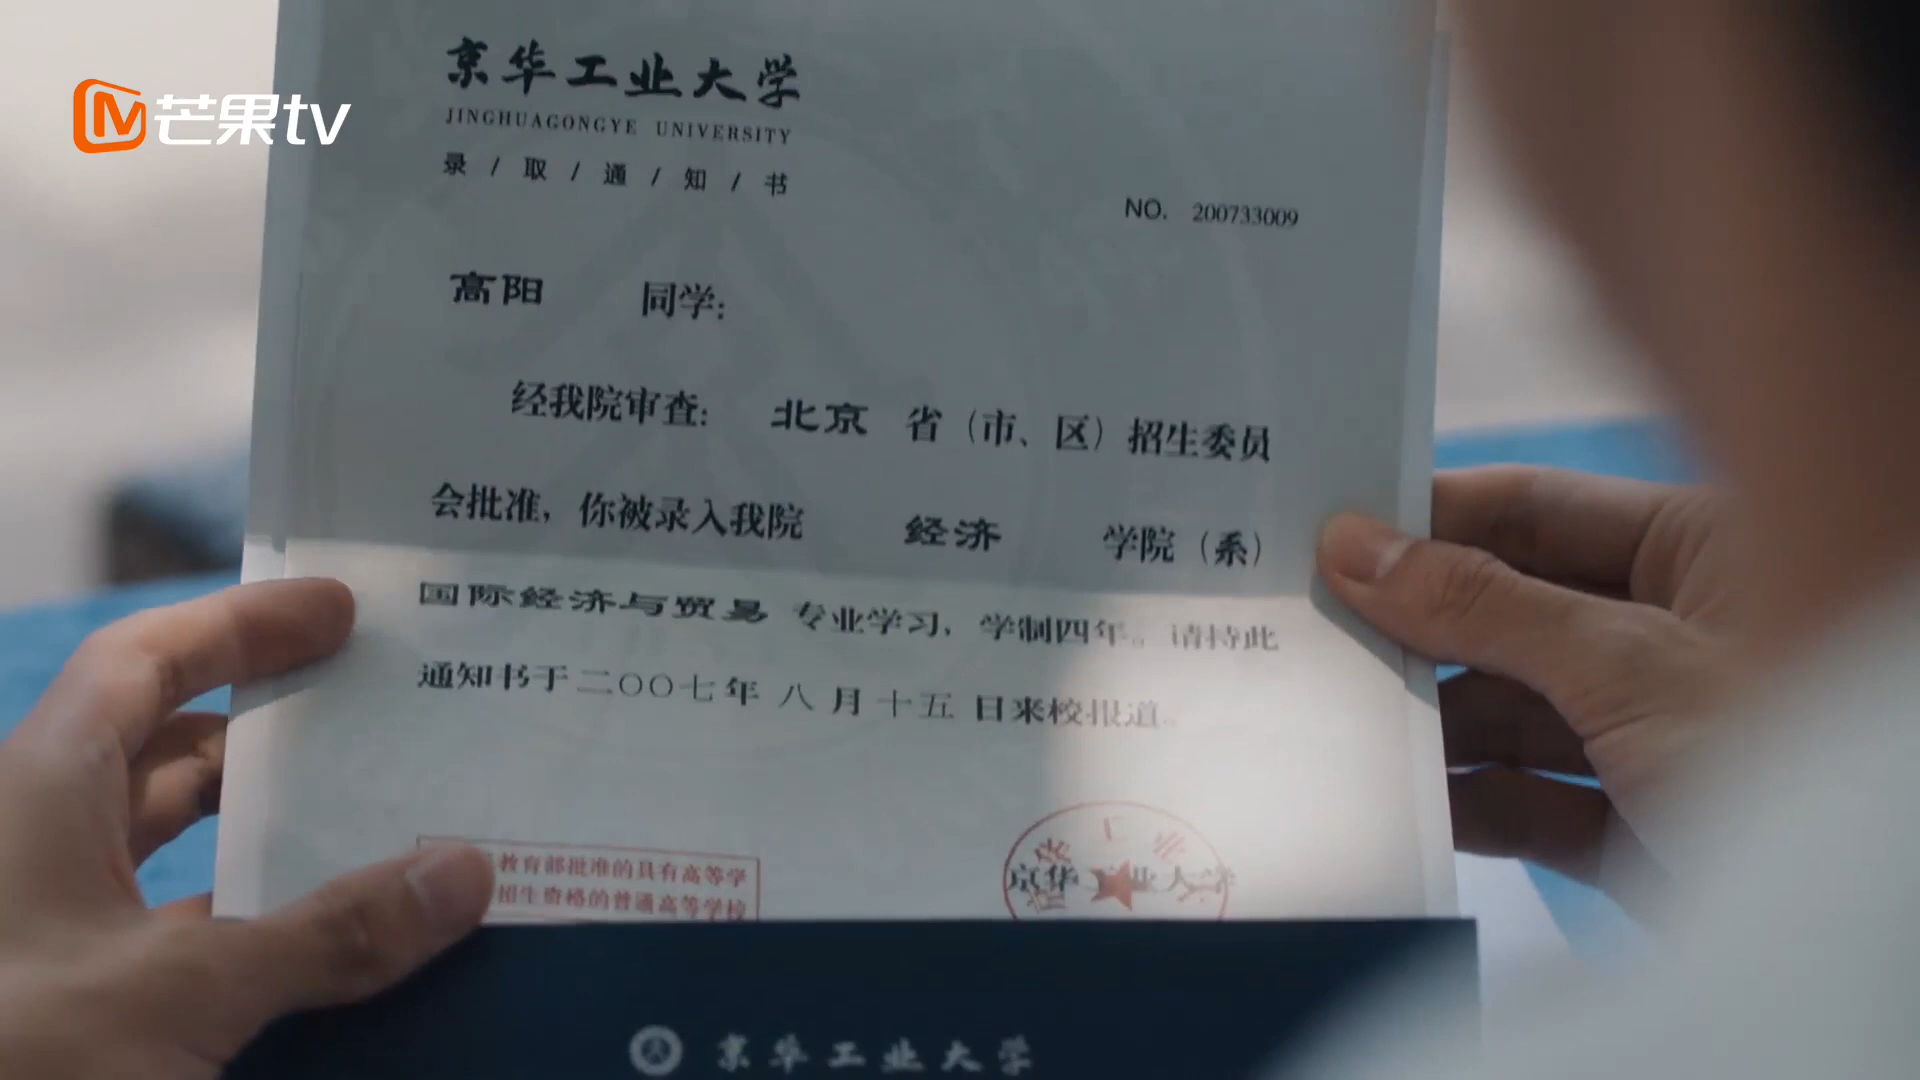 芒果tv
京华工业大学
JINGHUAGONGYE UNIVERSITY
录/取/通/知/书
NO. 200733009
高阳 同学:
经我院审查: 北京 省（市、区）招生委员
会批准，你被录入我院 经济 学院（系）
国际经济与贸易 专业学习，学制四年。请持此
通知书于二〇〇七年 八 月 十五 日来校报道。
教育部批准的具有高等学
招生资格的普通高等学校
京华工业大学
京华工业大学